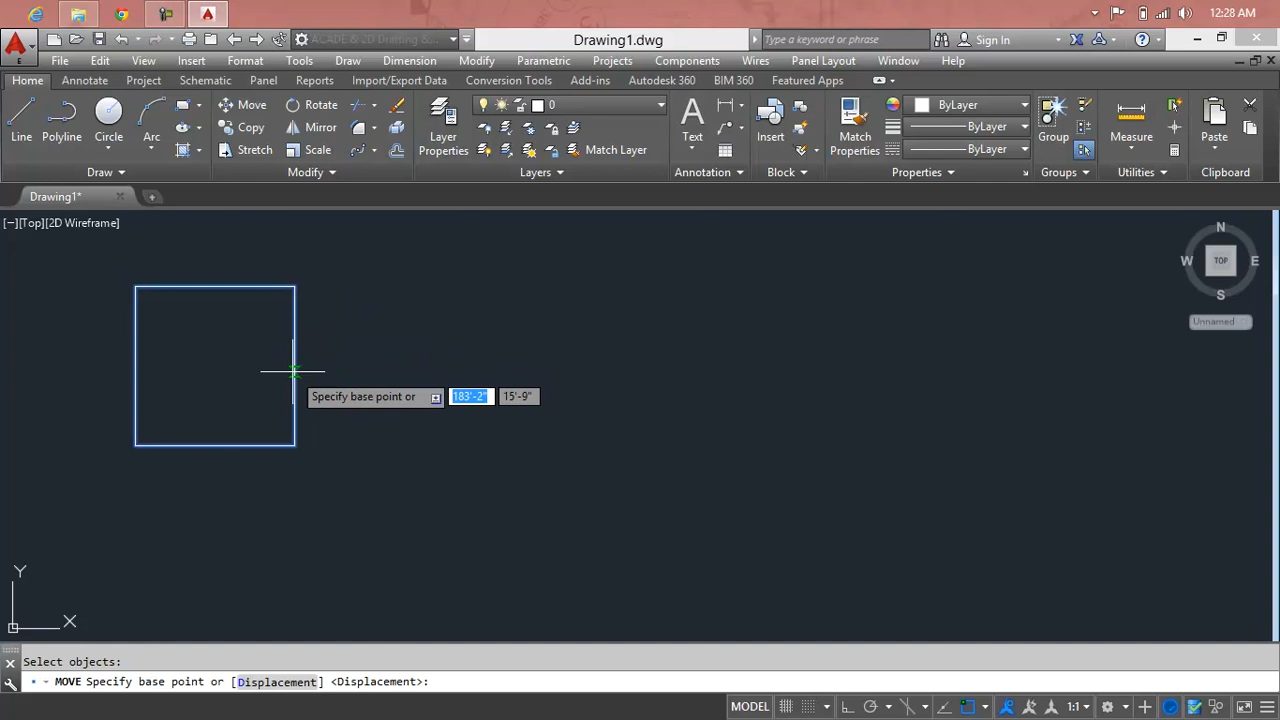 12:28 AM
ACADE & 2D Drafting &
Drawing1.dwg
Type a keyword or phrase
Sign In
E
File Edit View Insert Format Tools Draw Dimension Modify Parametric Projects Components Wires Panel Layout Window Help
Home Annotate Project Schematic Panel Reports Import/Export Data Conversion Tools Add-ins Autodesk 360 BIM 360 Featured Apps
Line
Polyline
Circle
Arc
Move Rotate
Copy Mirror
Stretch Scale
Layer
Properties
0
Match Layer
Text
Insert
Match
Properties
ByLayer
ByLayer
ByLayer
Group
Measure
Paste
Draw Modify Layers Annotation Block Properties Groups Utilities Clipboard
Drawing1*
[−][Top][2D Wireframe]
N
W TOP E
S
Unnamed
Specify base point or 183'-2" 15'-9"
Y
X
Select objects:
MOVE Specify base point or [Displacement] <Displacement>:
MODEL 1:1